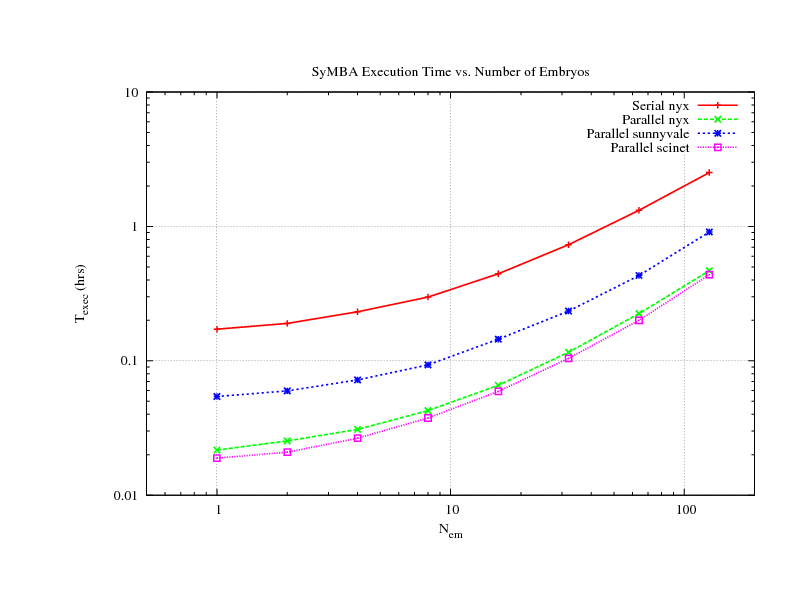 SyMBA Execution Time vs. Number of Embryos
10
1
0.1
0.01
T_exec (hrs)
Serial nyx
Parallel nyx
Parallel sunnyvale
Parallel scinet
1
10
100
N_em